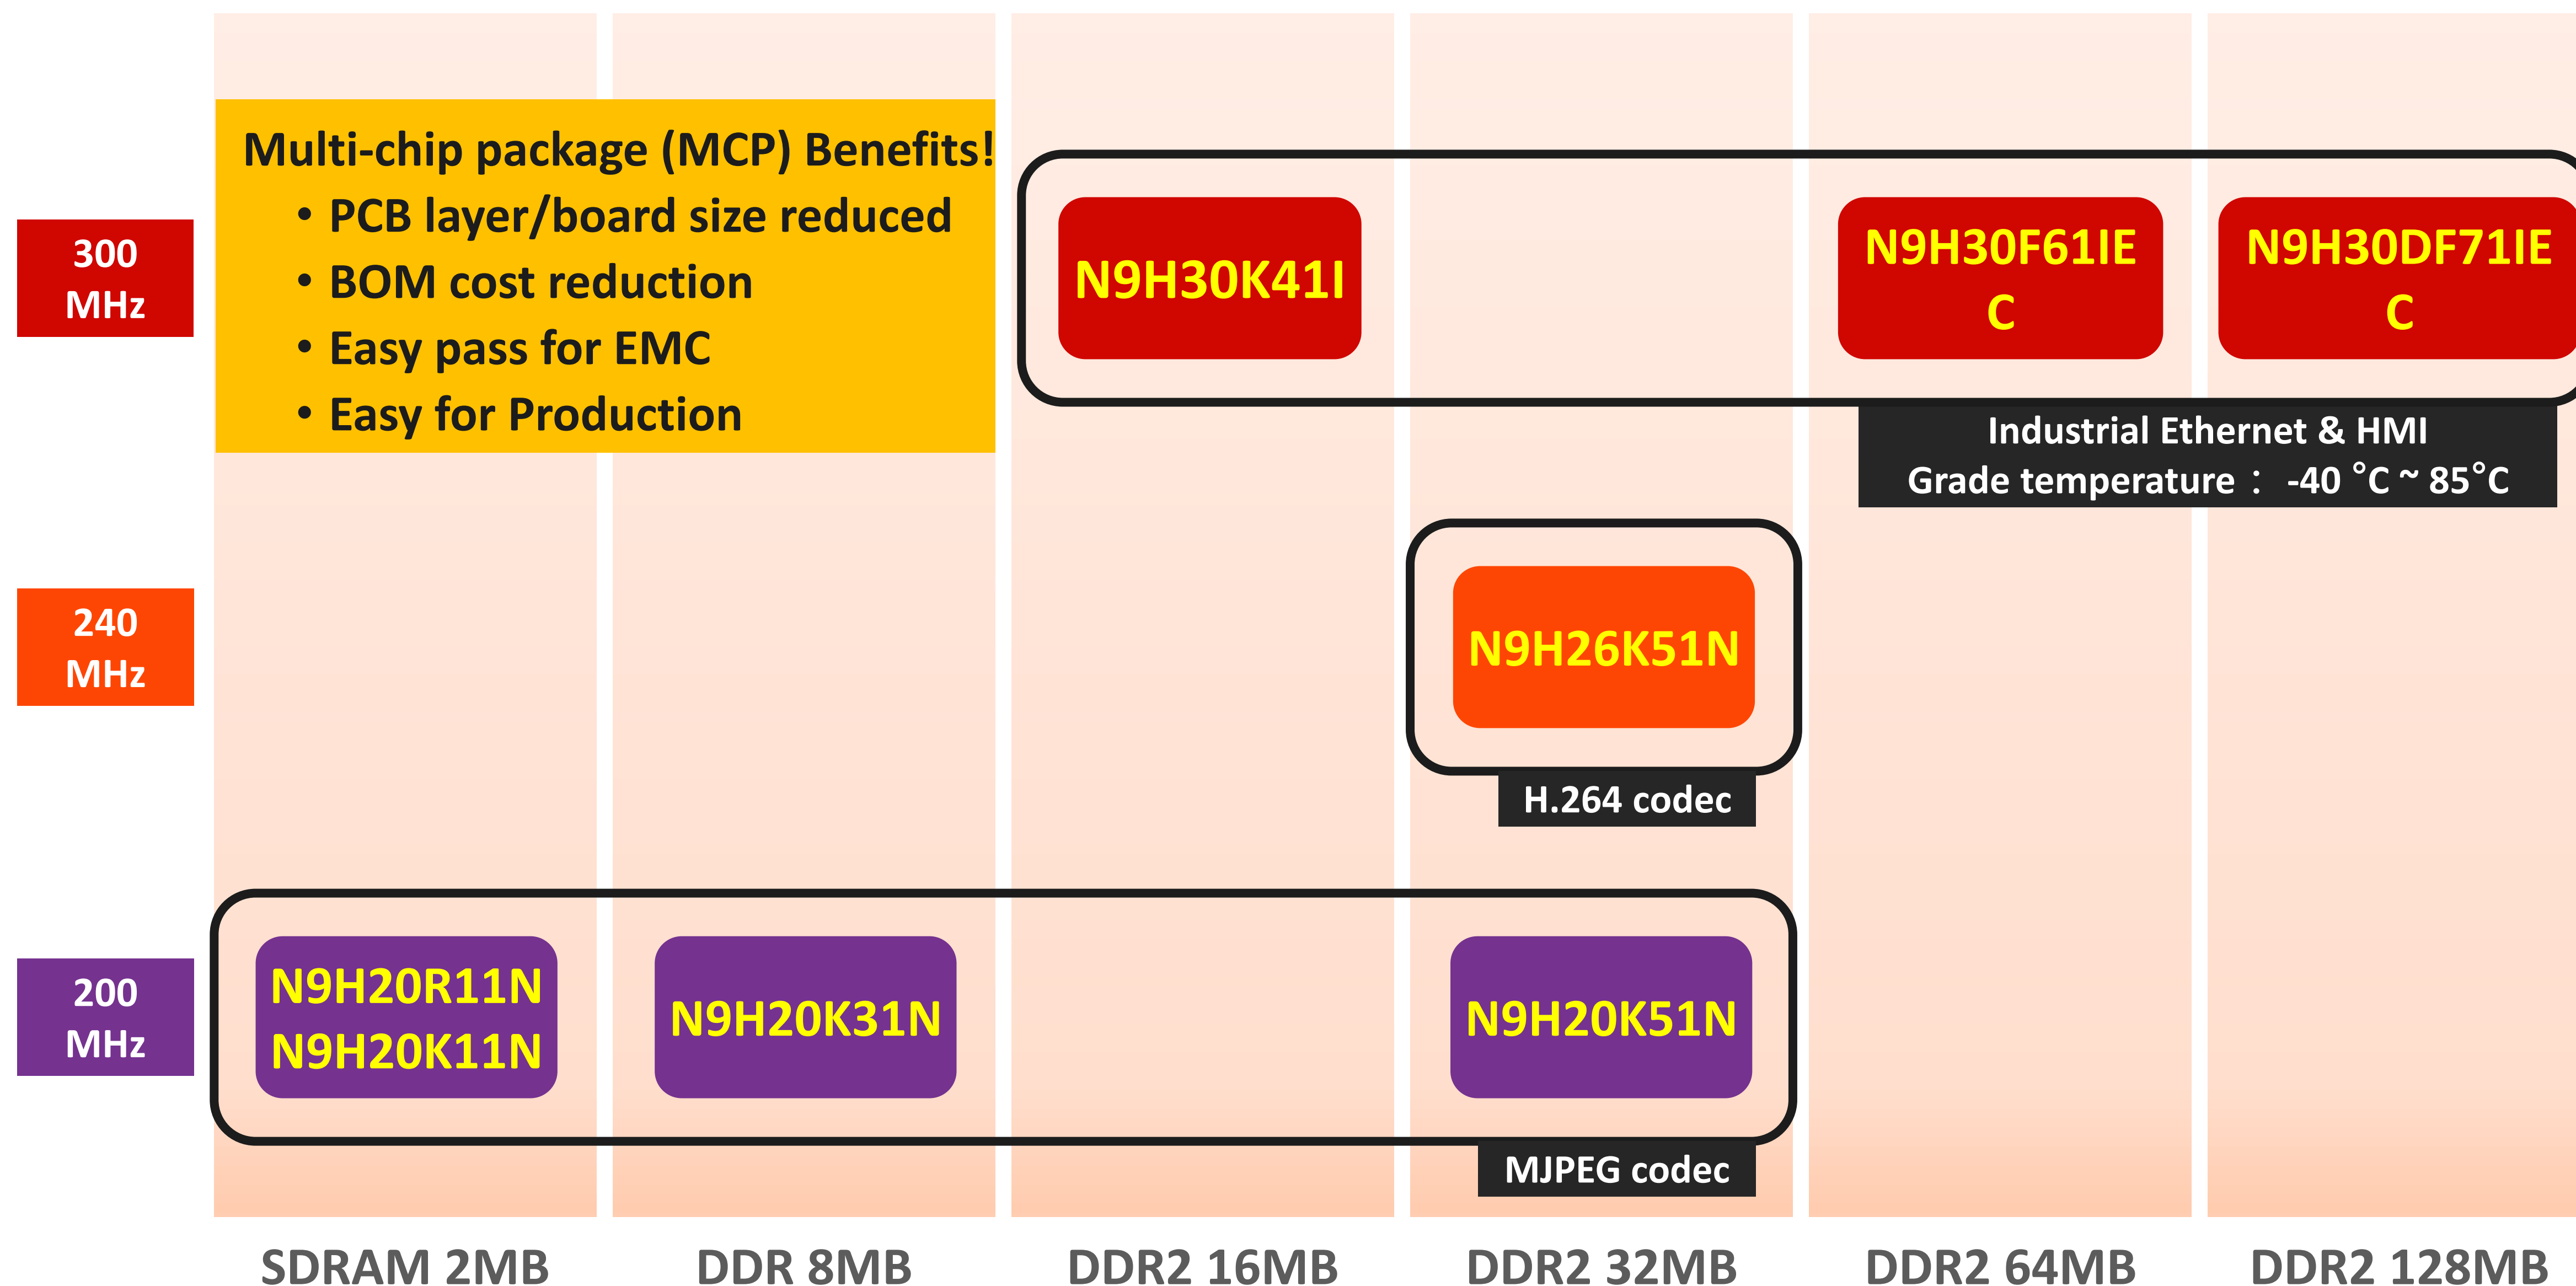 Multi-chip package (MCP) Benefits!
• PCB layer/board size reduced
• BOM cost reduction
• Easy pass for EMC
• Easy for Production
300
MHz
N9H30K41I
N9H30F61IE
C
N9H30DF71IE
C
Industrial Ethernet & HMI
Grade temperature : -40 °C ~ 85°C
240
MHz
N9H26K51N
H.264 codec
200
MHz
N9H20R11N
N9H20K11N
N9H20K31N
N9H20K51N
MJPEG codec
SDRAM 2MB
DDR 8MB
DDR2 16MB
DDR2 32MB
DDR2 64MB
DDR2 128MB